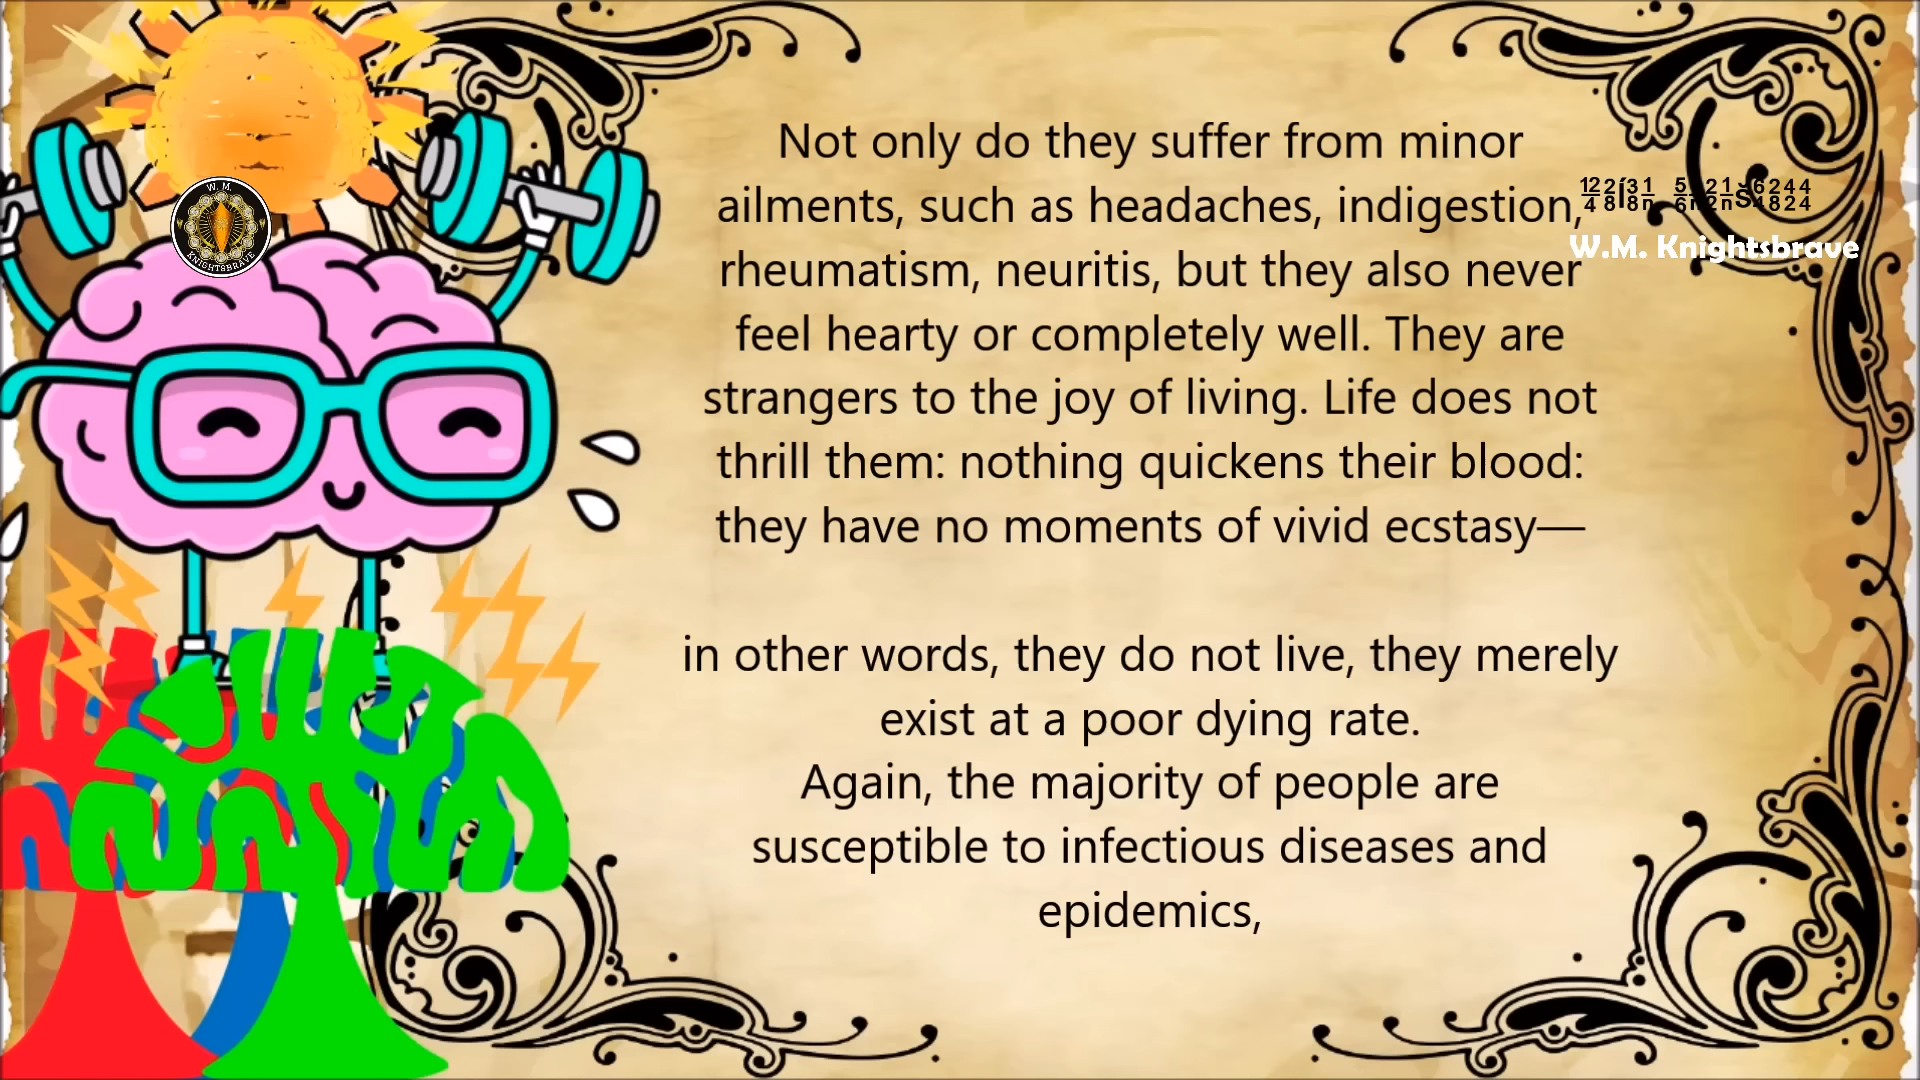 Not only do they suffer from minor
ailments, such as headaches, indigestion,
rheumatism, neuritis, but they also never
feel hearty or completely well. They are
strangers to the joy of living. Life does not
thrill them: nothing quickens their blood:
they have no moments of vivid ecstasy—
in other words, they do not live, they merely
exist at a poor dying rate.
Again, the majority of people are
susceptible to infectious diseases and
epidemics,
W.M. Knightsbrave
W. M.
KNIGHTSBRAVE